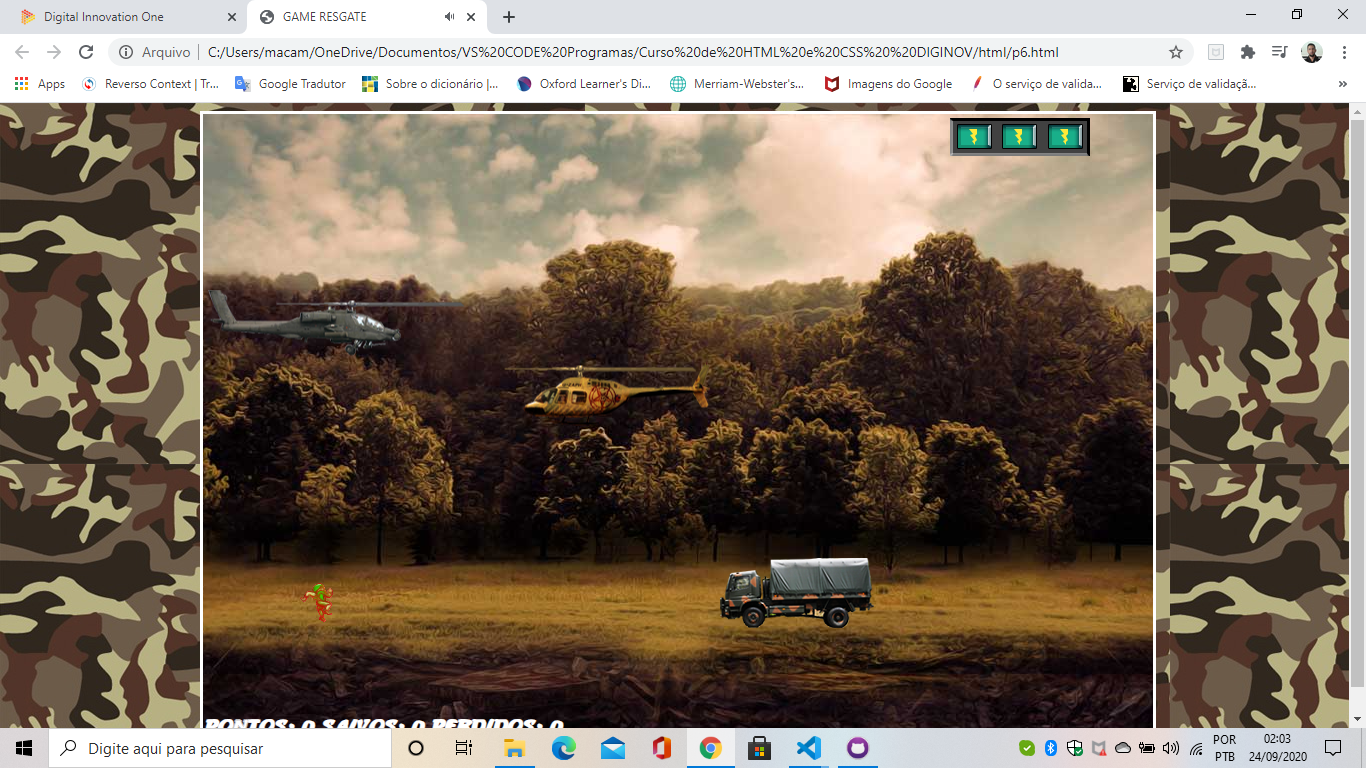 Digital Innovation One
GAME RESGATE
Arquivo
C:/Users/macam/OneDrive/Documentos/VS%20CODE%20Programas/Curso%20de%20HTML%20e%20CSS%20%20DIGINOV/html/p6.html
Apps
Reverso Context | Tr...
Google Tradutor
Sobre o dicionário |...
Oxford Learner's Di...
Merriam-Webster's...
Imagens do Google
O serviço de valida...
Serviço de validaçã...
»
PONTOS: 0 SALVOS: 0 PERDIDOS: 0
Digite aqui para pesquisar
POR
PTB
02:03
24/09/2020